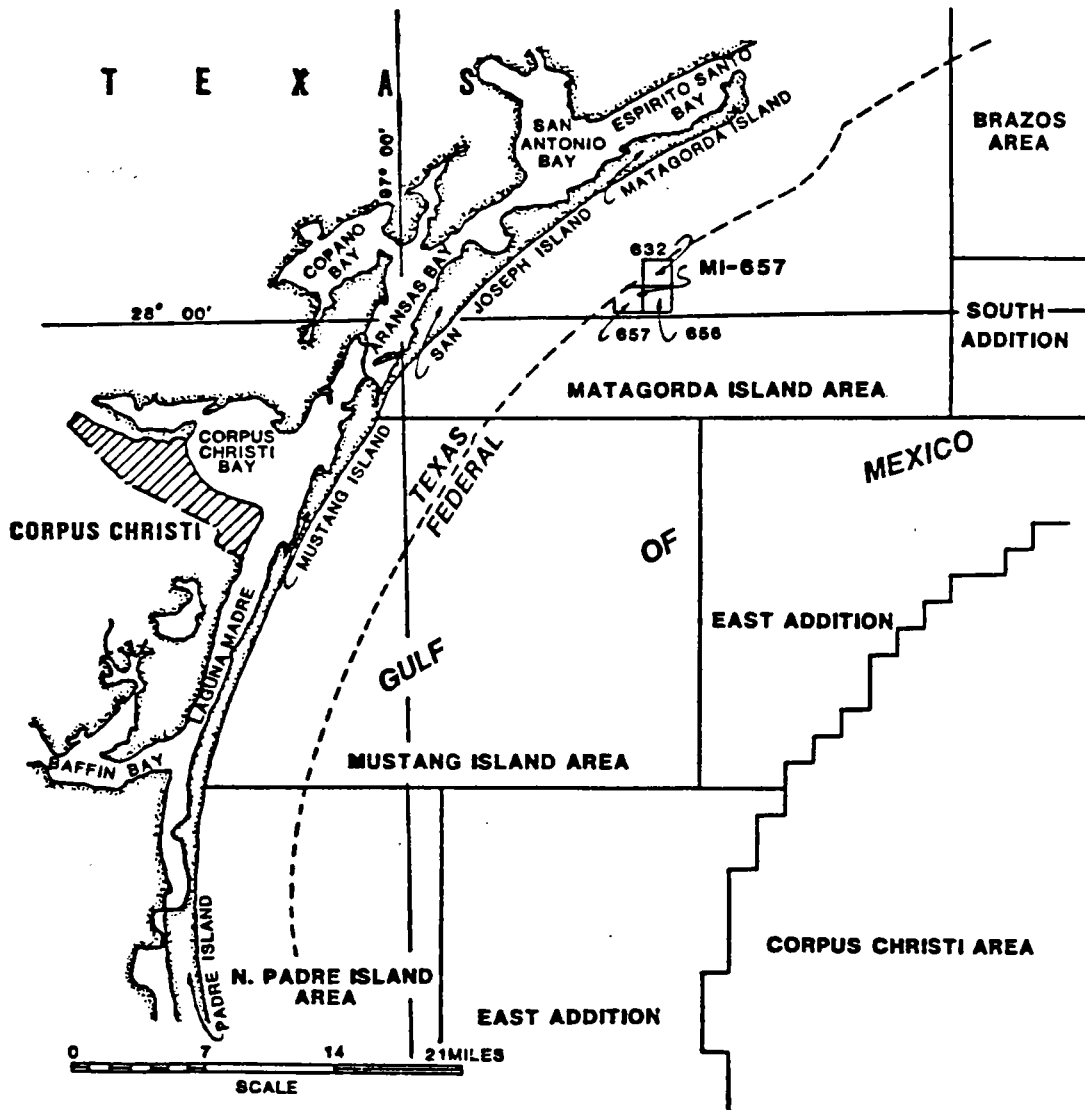 T E X A S
97° 00'
28° 00'
ESPIRITO SANTO
BAY
SAN
ANTONIO
BAY
MATAGORDA ISLAND
BRAZOS
AREA
COPANO
BAY
ARANSAS BAY
SAN JOSEPH ISLAND
632
MI-657
657
656
SOUTH
ADDITION
MATAGORDA ISLAND AREA
CORPUS
CHRISTI
BAY
MUSTANG ISLAND
TEXAS
FEDERAL
MEXICO
CORPUS CHRISTI
OF
LAGUNA MADRE
GULF
EAST ADDITION
BAFFIN BAY
MUSTANG ISLAND AREA
PADRE ISLAND
N. PADRE ISLAND
AREA
EAST ADDITION
CORPUS CHRISTI AREA
0 7 14 21 MILES
SCALE